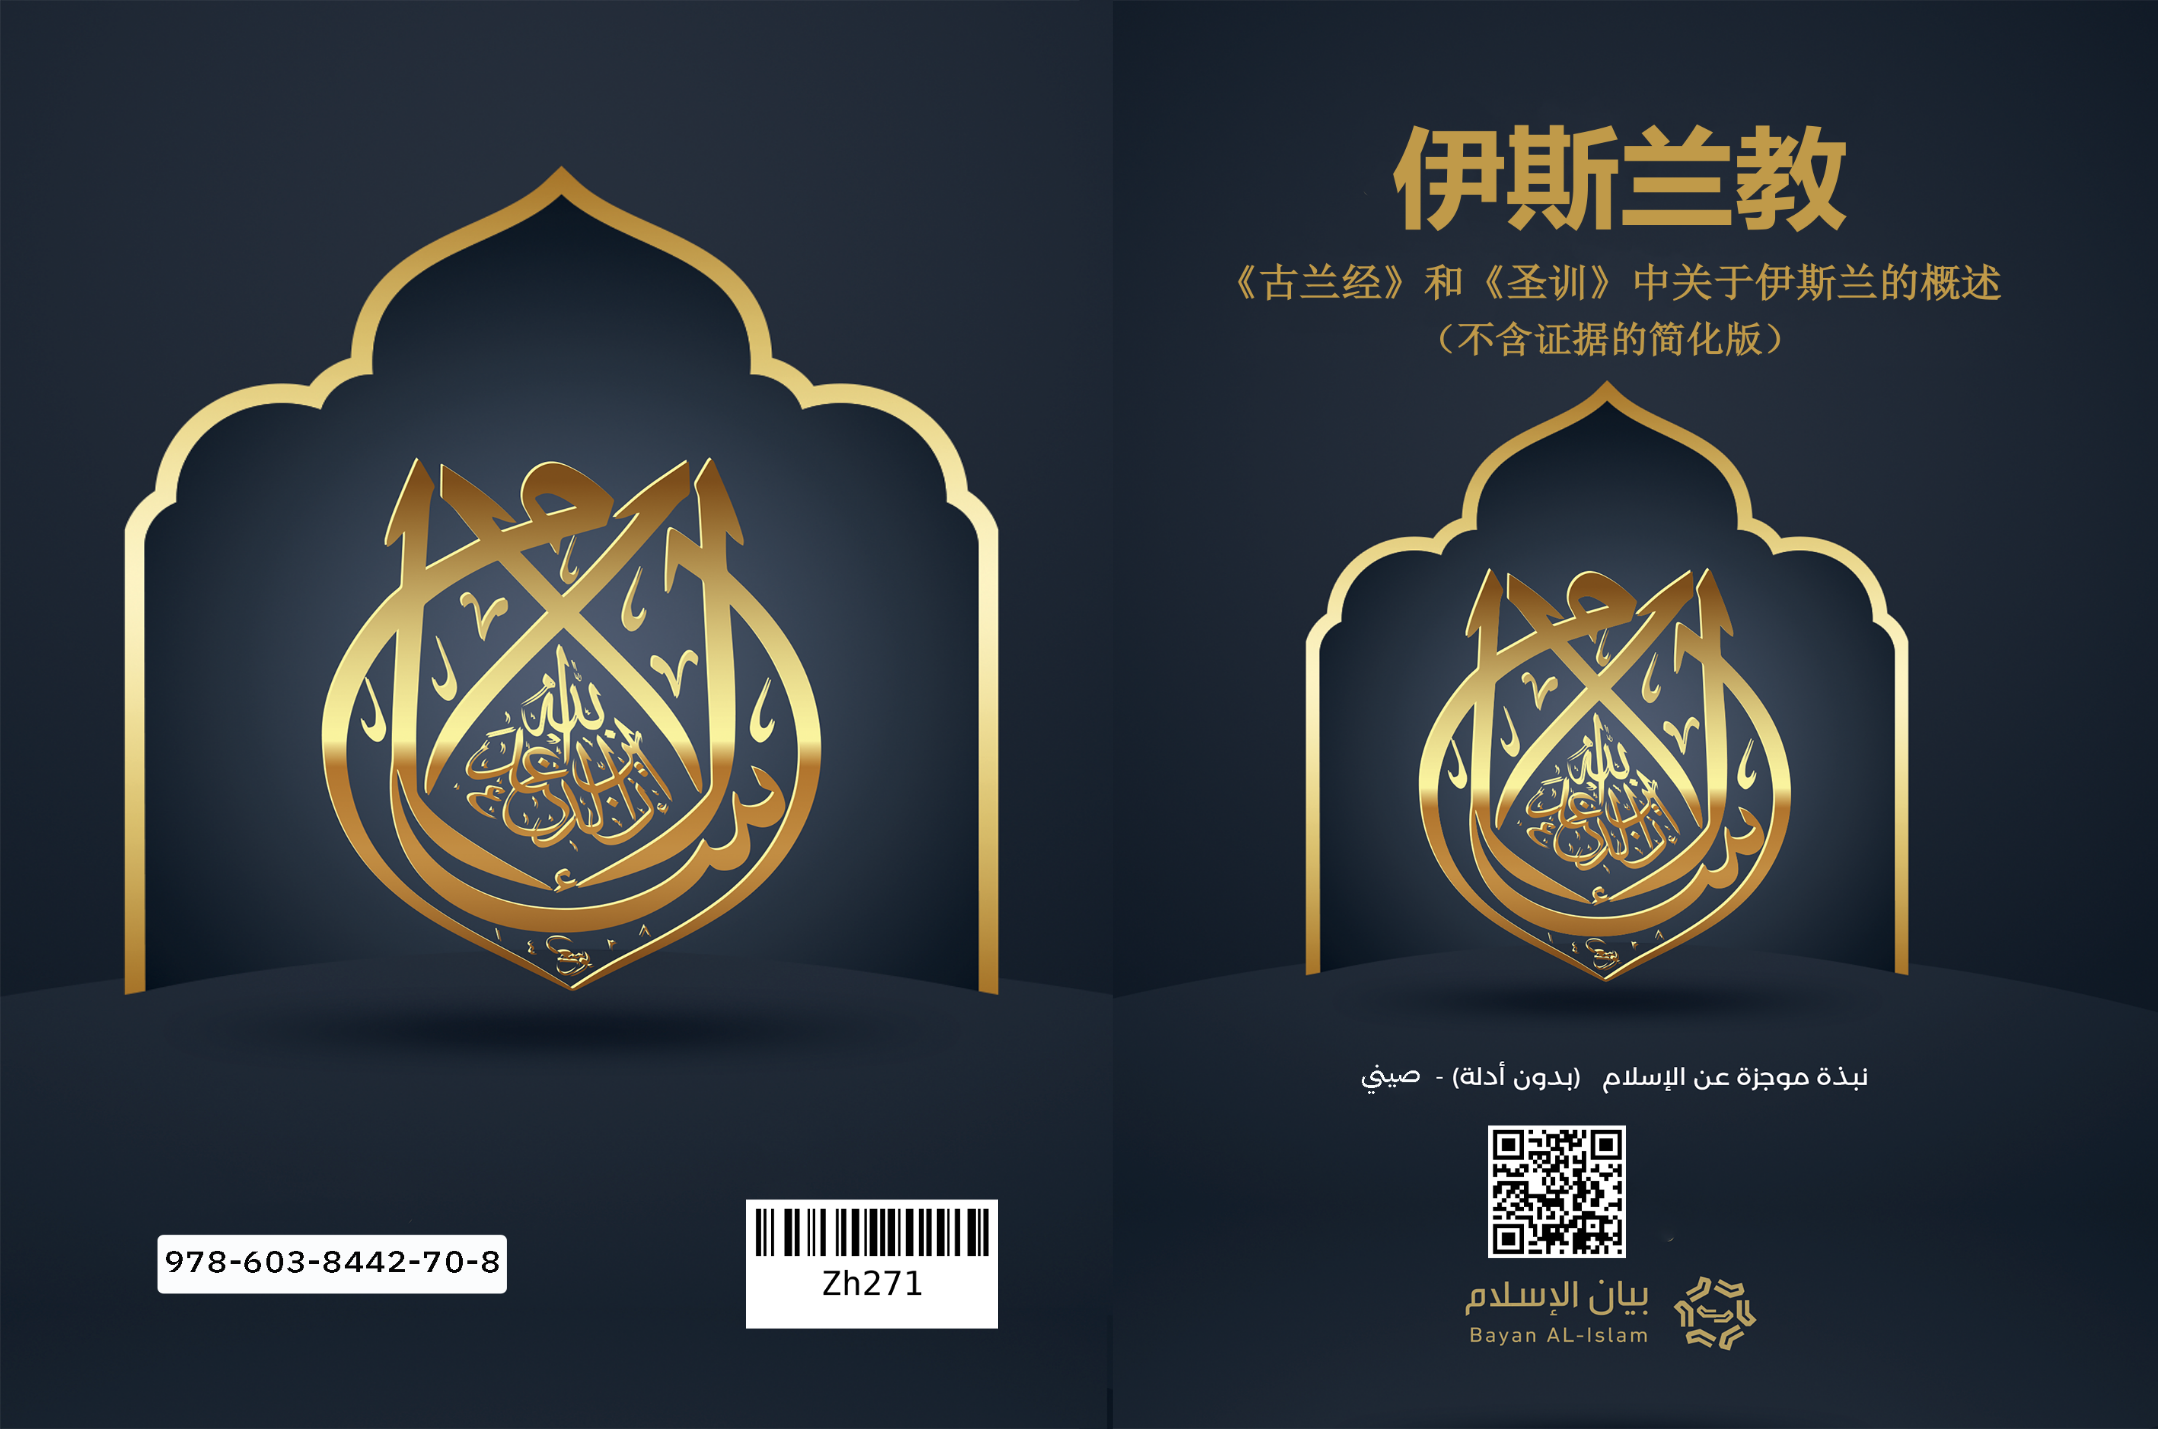 伊斯兰教
《古兰经》和《圣训》中关于伊斯兰的概述
（不含证据的简化版）
نبذة موجزة عن الإسلام (بدون أدلة) - صيني
بيان الإسلام
Bayan AL-Islam
978-603-8442-70-8
Zh271